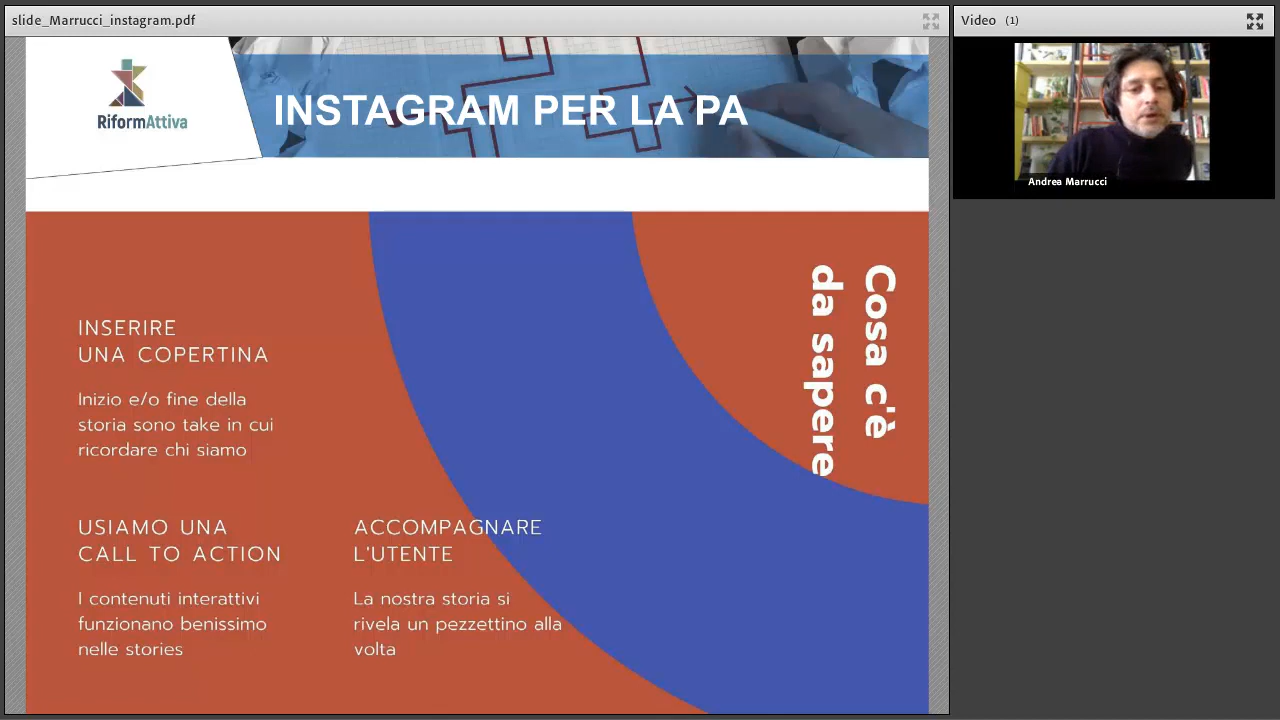 slide_Marrucci_instagram.pdf
Video (1)
RiformAttiva
INSTAGRAM PER LA PA
Andrea Marrucci
Cosa c'è
da sapere
INSERIRE
UNA COPERTINA
Inizio e/o fine della
storia sono take in cui
ricordare chi siamo
USIAMO UNA
CALL TO ACTION
I contenuti interattivi
funzionano benissimo
nelle stories
ACCOMPAGNARE
L'UTENTE
La nostra storia si
rivela un pezzettino alla
volta